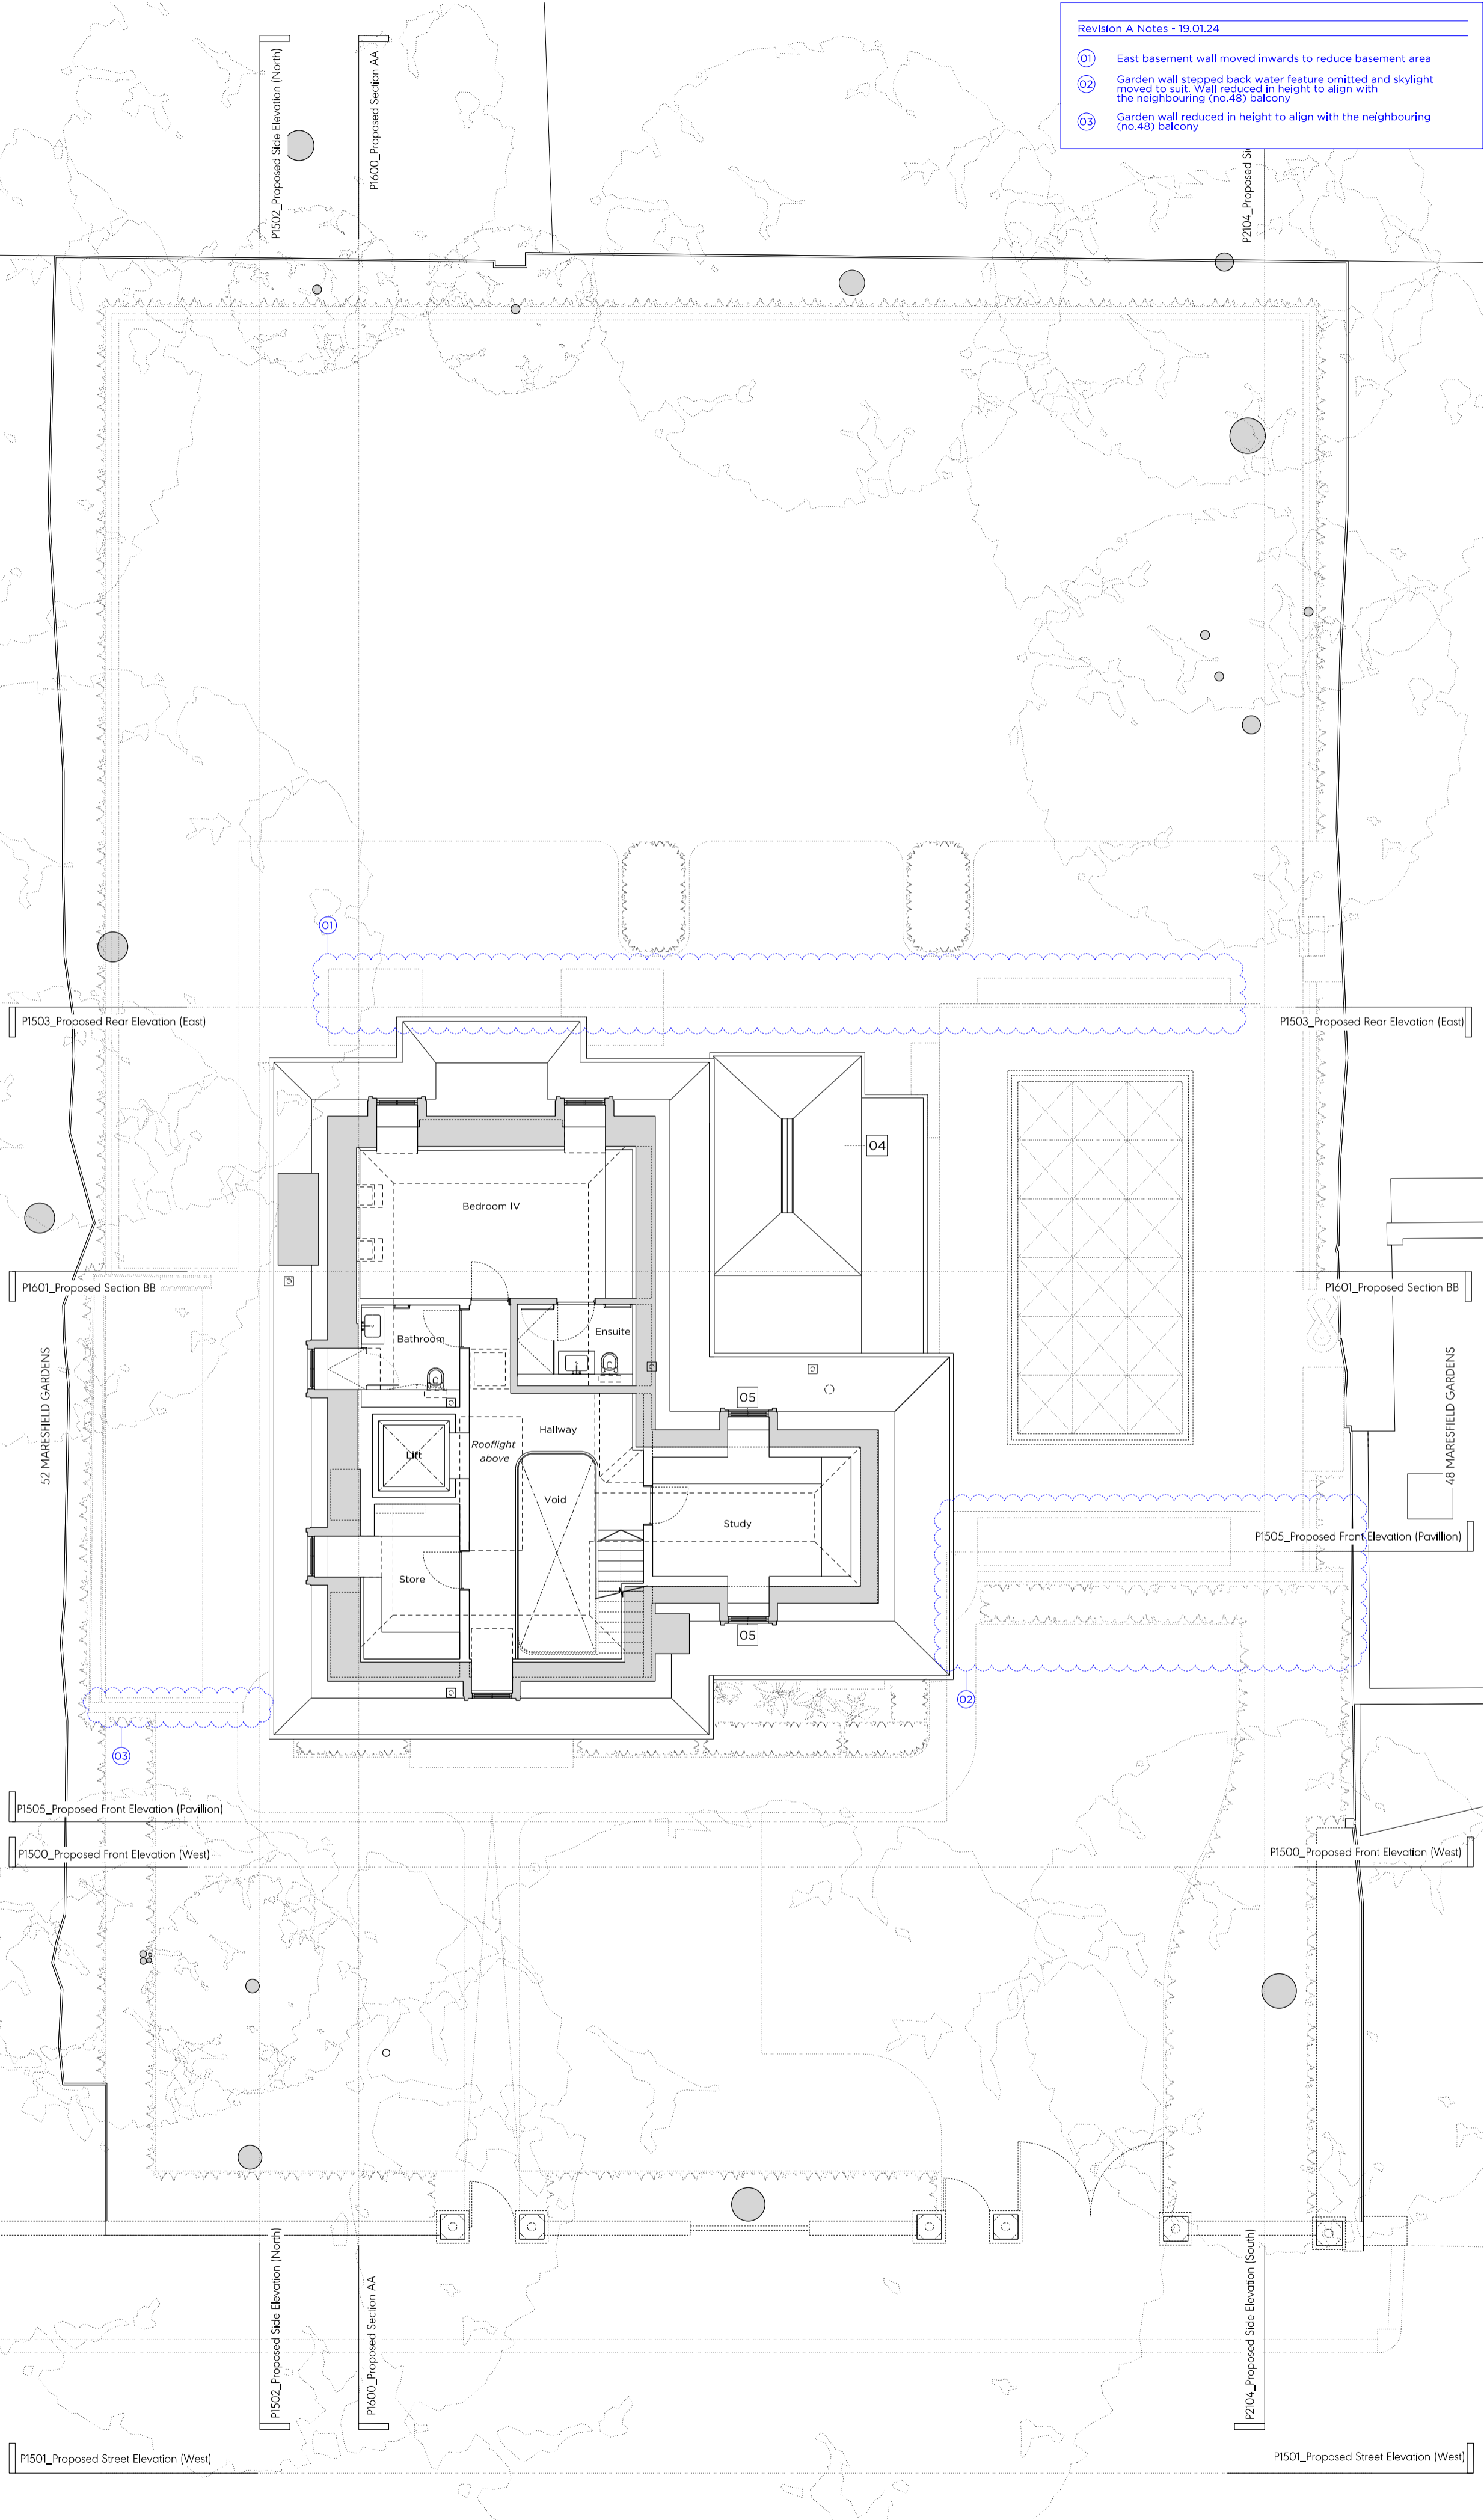 Revision A Notes - 19.01.24
01 East basement wall moved inwards to reduce basement area
02 Garden wall stepped back water feature omitted and skylight
moved to suit. Wall reduced in height to align with
the neighbouring (no.48) balcony
03 Garden wall reduced in height to align with the neighbouring
(no.48) balcony
P1502_Proposed Side Elevation (North)
P1600_Proposed Section AA
P2104_Proposed
01
P1503_Proposed Rear Elevation (East)
P1503_Proposed Rear Elevation (East)
04
Bedroom IV
P1601_Proposed Section BB
P1601_Proposed Section BB
Bathroom
Ensuite
52 MARESFIELD GARDENS
48 MARESFIELD GARDENS
05
Hallway
Rooflight
above
Lift
Void
Study
P1505_Proposed Front Elevation (Pavillion)
Store
05
02
03
P1505_Proposed Front Elevation (Pavillion)
P1500_Proposed Front Elevation (West)
P1500_Proposed Front Elevation (West)
P1502_Proposed Side Elevation (North)
P1600_Proposed Section AA
P2104_Proposed Side Elevation (South)
P1501_Proposed Street Elevation (West)
P1501_Proposed Street Elevation (West)